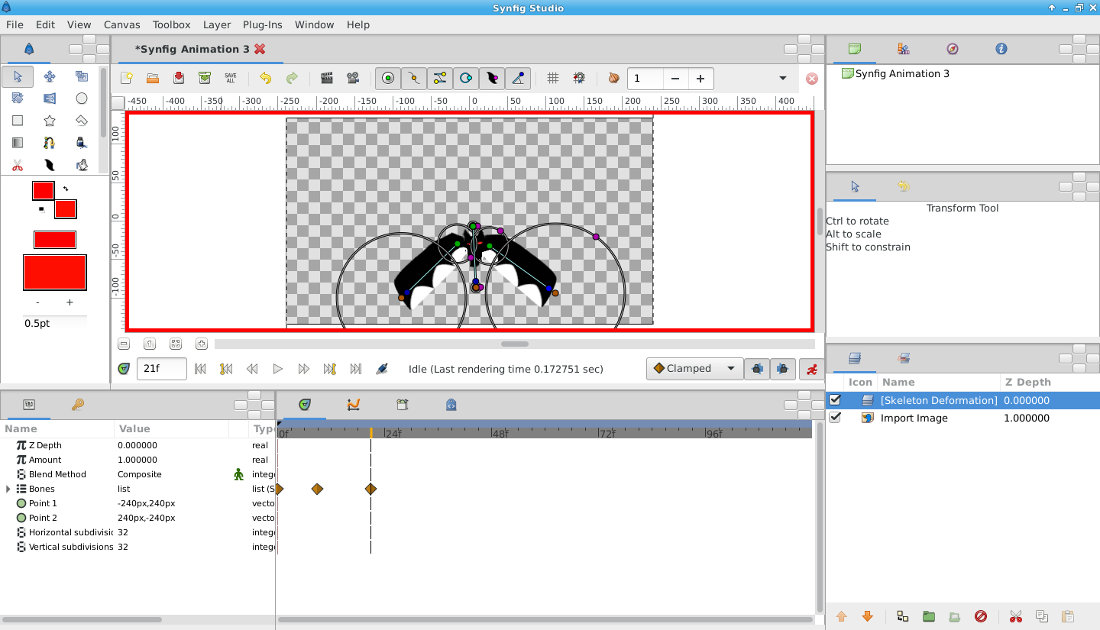 Synfig Studio
File Edit View Canvas Toolbox Layer Plug-Ins Window Help
*Synfig Animation 3
SAVE ALL
1
-450 -400 -350 -300 -250 -200 -150 -100 -50 0 50 100 150 200 250 300 350 400
100
50
0
-50
-100
-
+
0.5pt
21f
Idle (Last rendering time 0.172751 sec)
Clamped
Synfig Animation 3
Transform Tool
Ctrl to rotate
Alt to scale
Shift to constrain
Icon Name Z Depth
[Skeleton Deformation] 0.000000
Import Image 1.000000
Name Value Type
0f 24f 48f 72f 96f
Z Depth 0.000000 real
Amount 1.000000 real
Blend Method Composite intege
Bones list list (S
Point 1 -240px,240px vecto
Point 2 240px,-240px vecto
Horizontal subdivisio 32 intege
Vertical subdivisions 32 intege